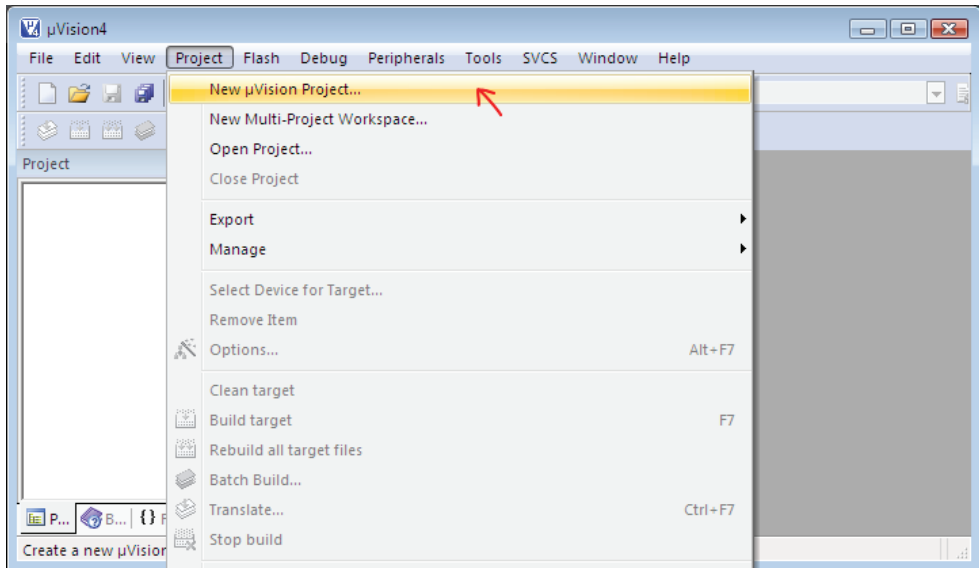 µVision4
File Edit View Project Flash Debug Peripherals Tools SVCS Window Help
New µVision Project...
New Multi-Project Workspace...
Project
Open Project...
Close Project
Export
Manage
Select Device for Target...
Remove Item
Options... Alt+F7
Clean target
Build target F7
Rebuild all target files
Batch Build...
P... B... {} F
Translate... Ctrl+F7
Stop build
Create a new µVision